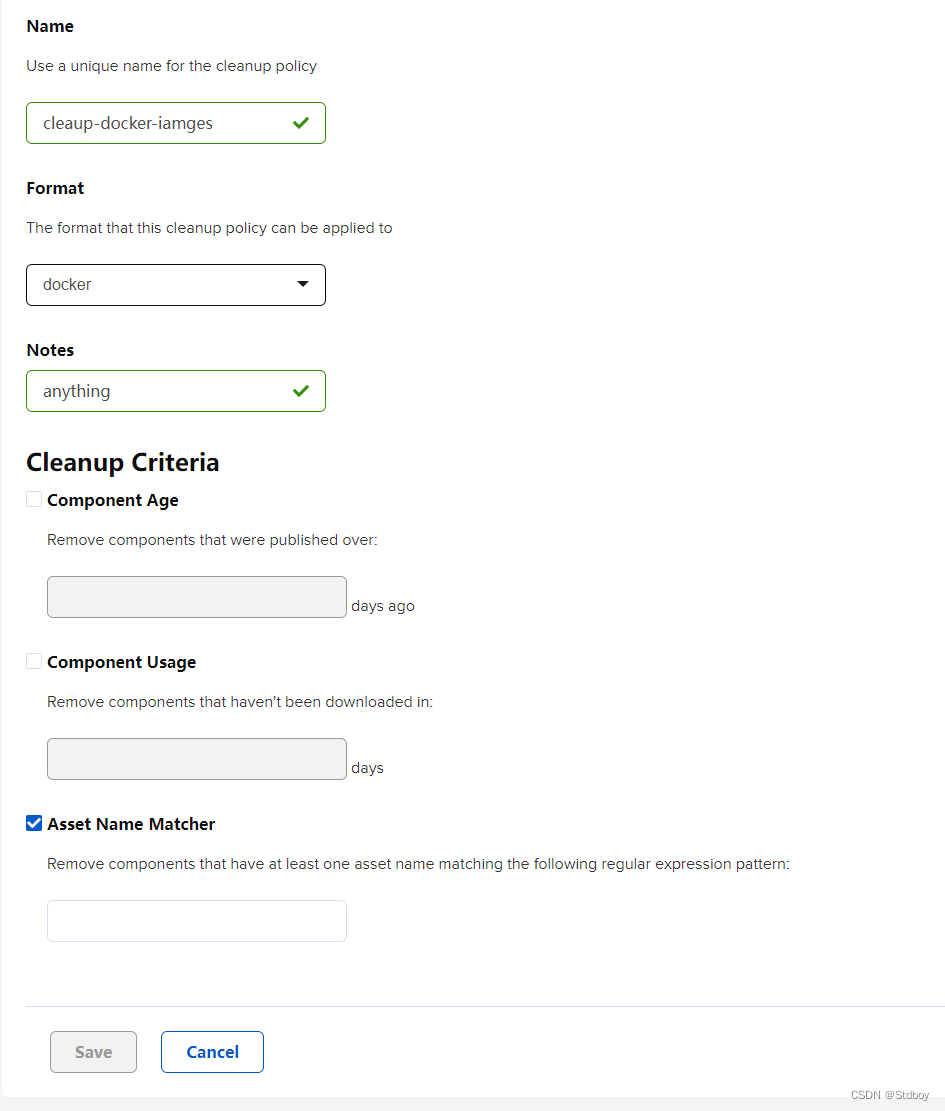 Name
Use a unique name for the cleanup policy
cleaup-docker-iamges
Format
The format that this cleanup policy can be applied to
docker
Notes
anything
Cleanup Criteria
Component Age
Remove components that were published over:
days ago
Component Usage
Remove components that haven't been downloaded in:
days
Asset Name Matcher
Remove components that have at least one asset name matching the following regular expression pattern:
Save Cancel
CSDN @Stdboy